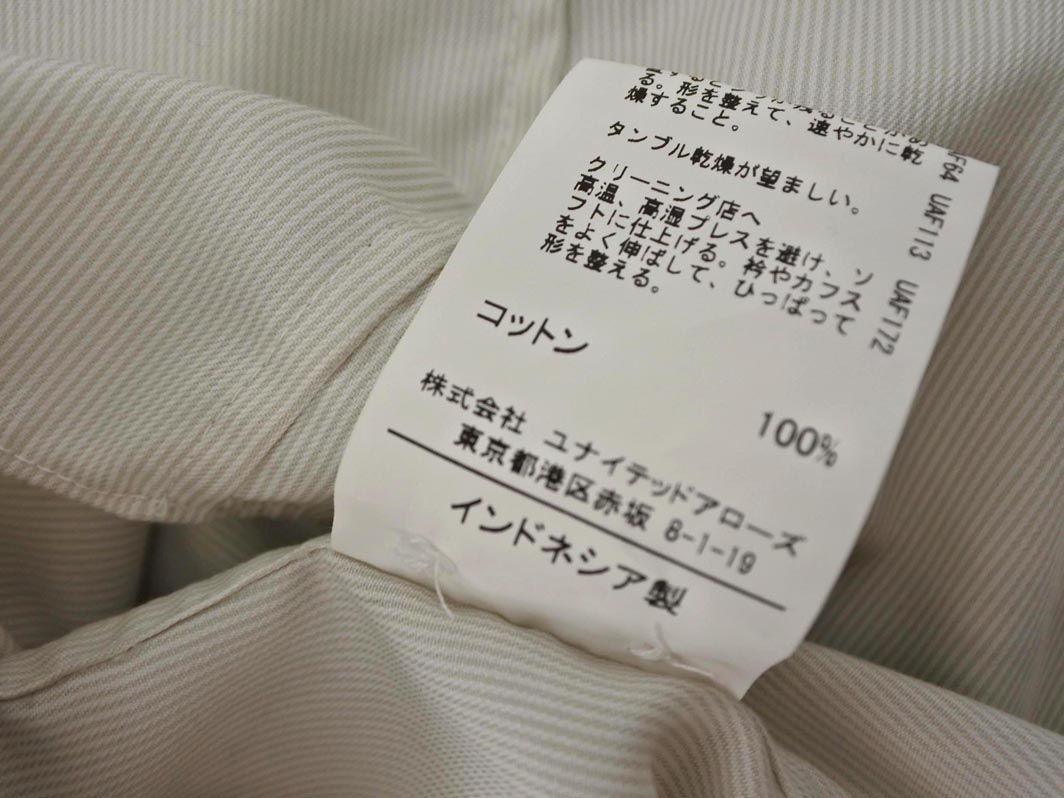 る。形を整えて、速やかに乾
燥すること。
タンブル乾燥が望ましい。
クリーニング店へ
高温、高湿プレスを避け、ソ
フトに仕上げる。衿やカフス
をよく伸ばして、ひっぱって
形を整える。
コットン 100%
株式会社 ユナイテッドアローズ
東京都港区赤坂 8-1-19
インドネシア製
UAF113 UAF172